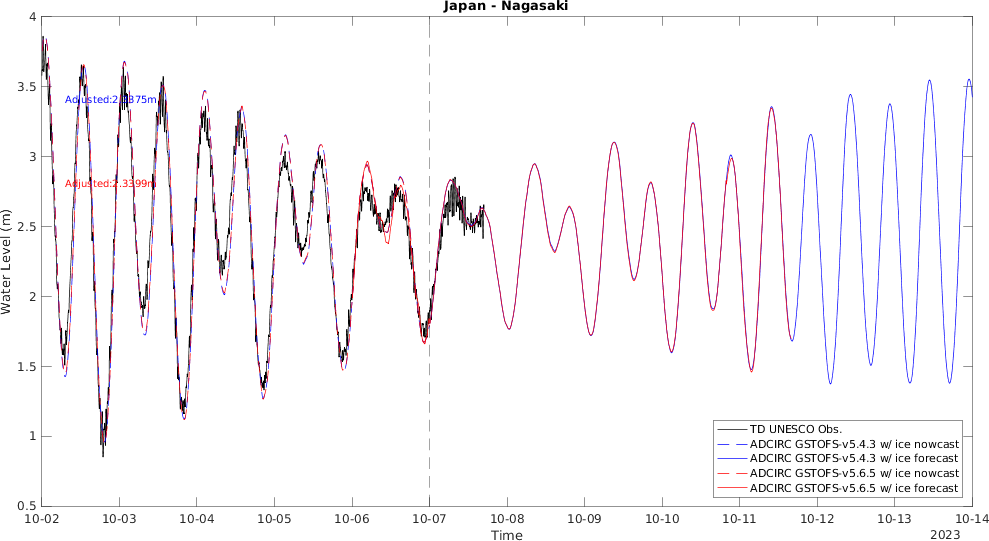 Japan - Nagasaki
Water Level (m)
4
3.5
3
2.5
2
1.5
1
0.5
Adjusted:2.3375m
Adjusted:2.3399m
TD UNESCO Obs.
ADCIRC GSTOFS-v5.4.3 w/ ice nowcast
ADCIRC GSTOFS-v5.4.3 w/ ice forecast
ADCIRC GSTOFS-v5.6.5 w/ ice nowcast
ADCIRC GSTOFS-v5.6.5 w/ ice forecast
10-02 10-03 10-04 10-05 10-06 10-07 10-08 10-09 10-10 10-11 10-12 10-13 10-14
Time
2023